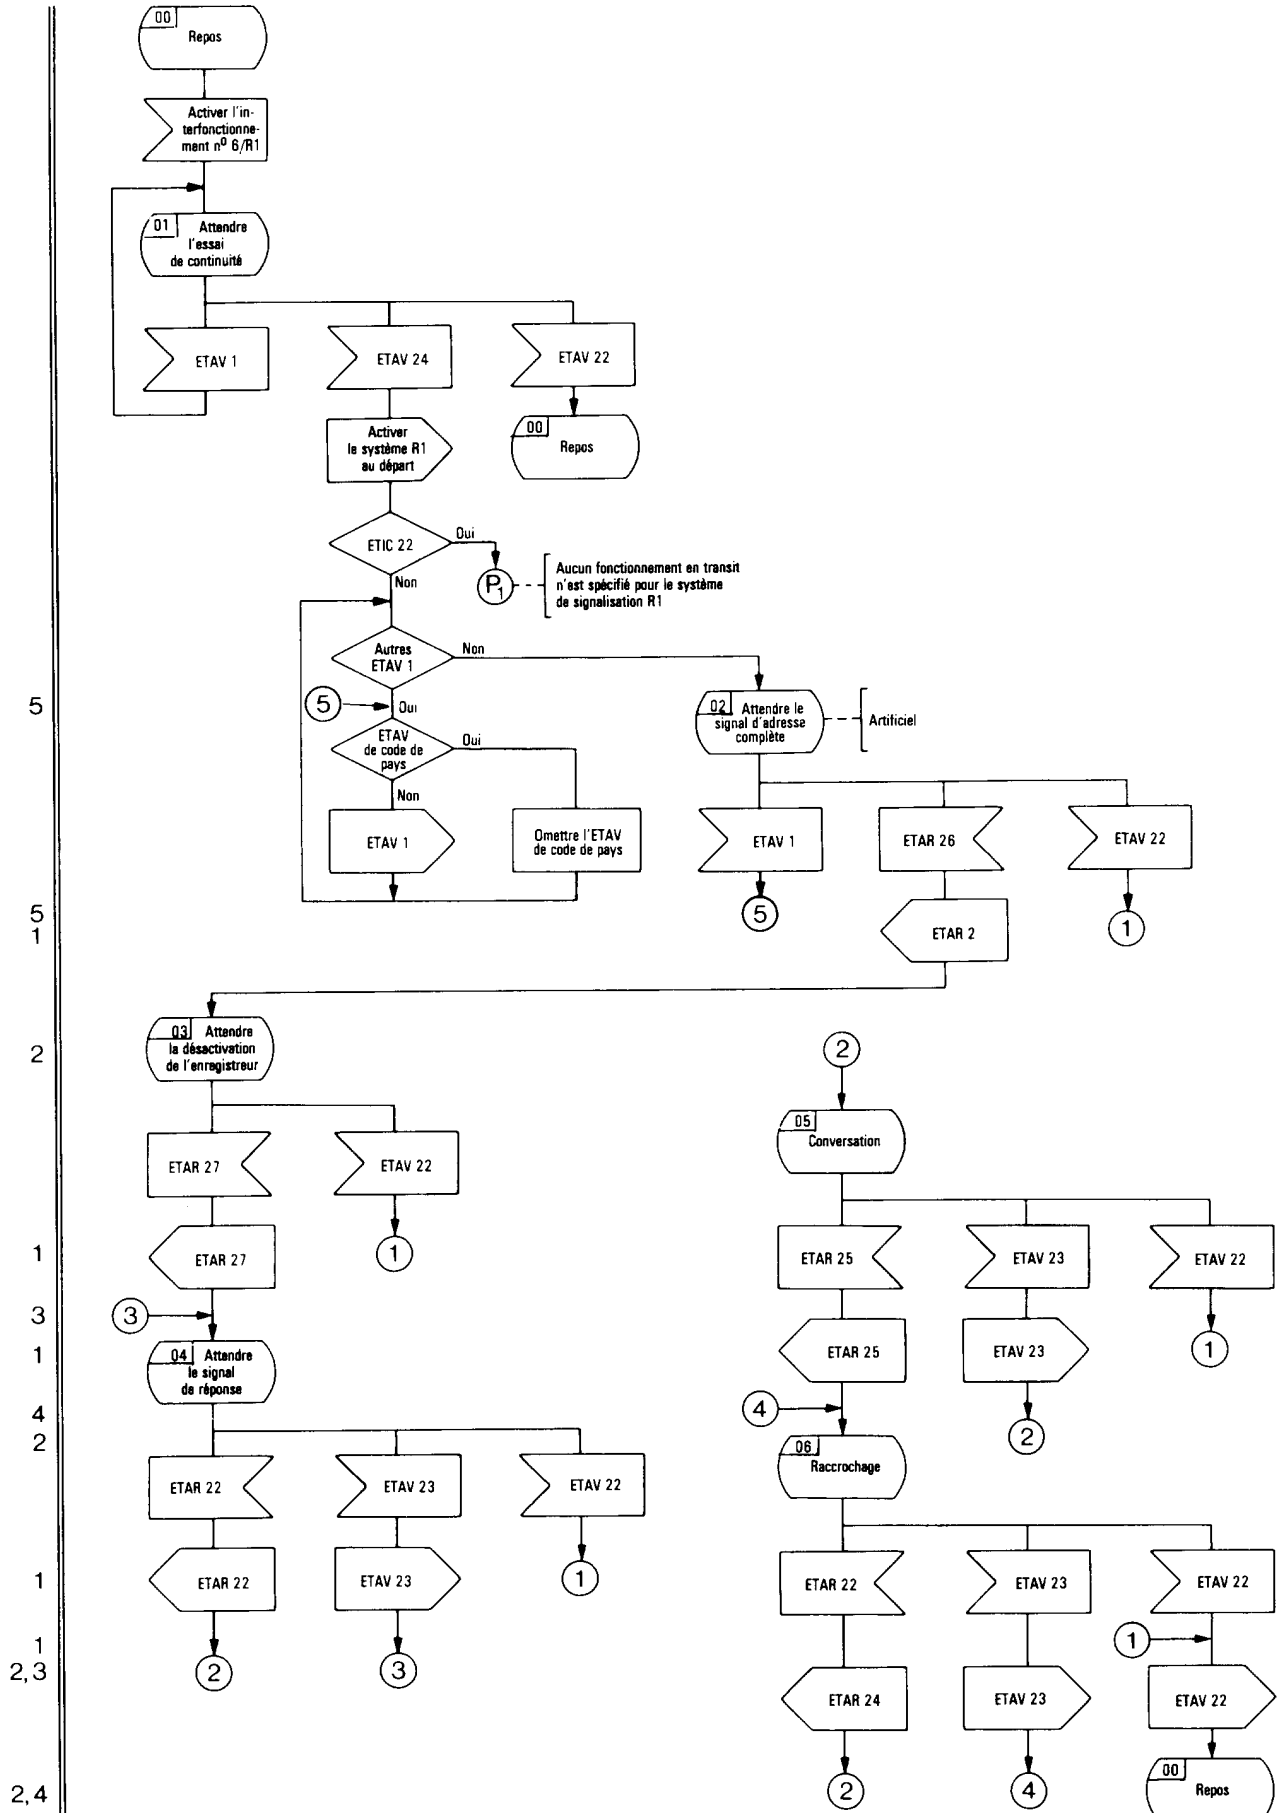 00
Repos
Activer l'in-
terfonctionne-
ment nº 6/R1
01 Attendre
l'essai
de continuité
ETAV 1
ETAV 24
ETAV 22
Activer
le système R1
au départ
00
Repos
ETIC 22
Oui
Non
P1
Aucun fonctionnement en transit
n'est spécifié pour le système
de signalisation R1
Autres
ETAV 1
Non
5
5
Oui
02 Attendre le
signal d'adresse
complète
Artificiel
ETAV
de code de
pays
Oui
Non
ETAV 1
Omettre l'ETAV
de code de pays
ETAV 1
ETAR 26
ETAV 22
5
1
5
ETAR 2
1
2
03 Attendre
la désactivation
de l'enregistreur
ETAR 27
ETAV 22
1
ETAR 27
1
3
3
1
04 Attendre
le signal
de réponse
4
2
ETAR 22
ETAV 23
ETAV 22
1
ETAR 22
ETAV 23
1
1
2,3
2
3
2
05
Conversation
ETAR 25
ETAV 23
ETAV 22
ETAR 25
ETAV 23
1
4
2
06
Raccrochage
ETAR 22
ETAV 23
ETAV 22
1
ETAR 24
ETAV 23
ETAV 22
2,4
2
4
00
Repos